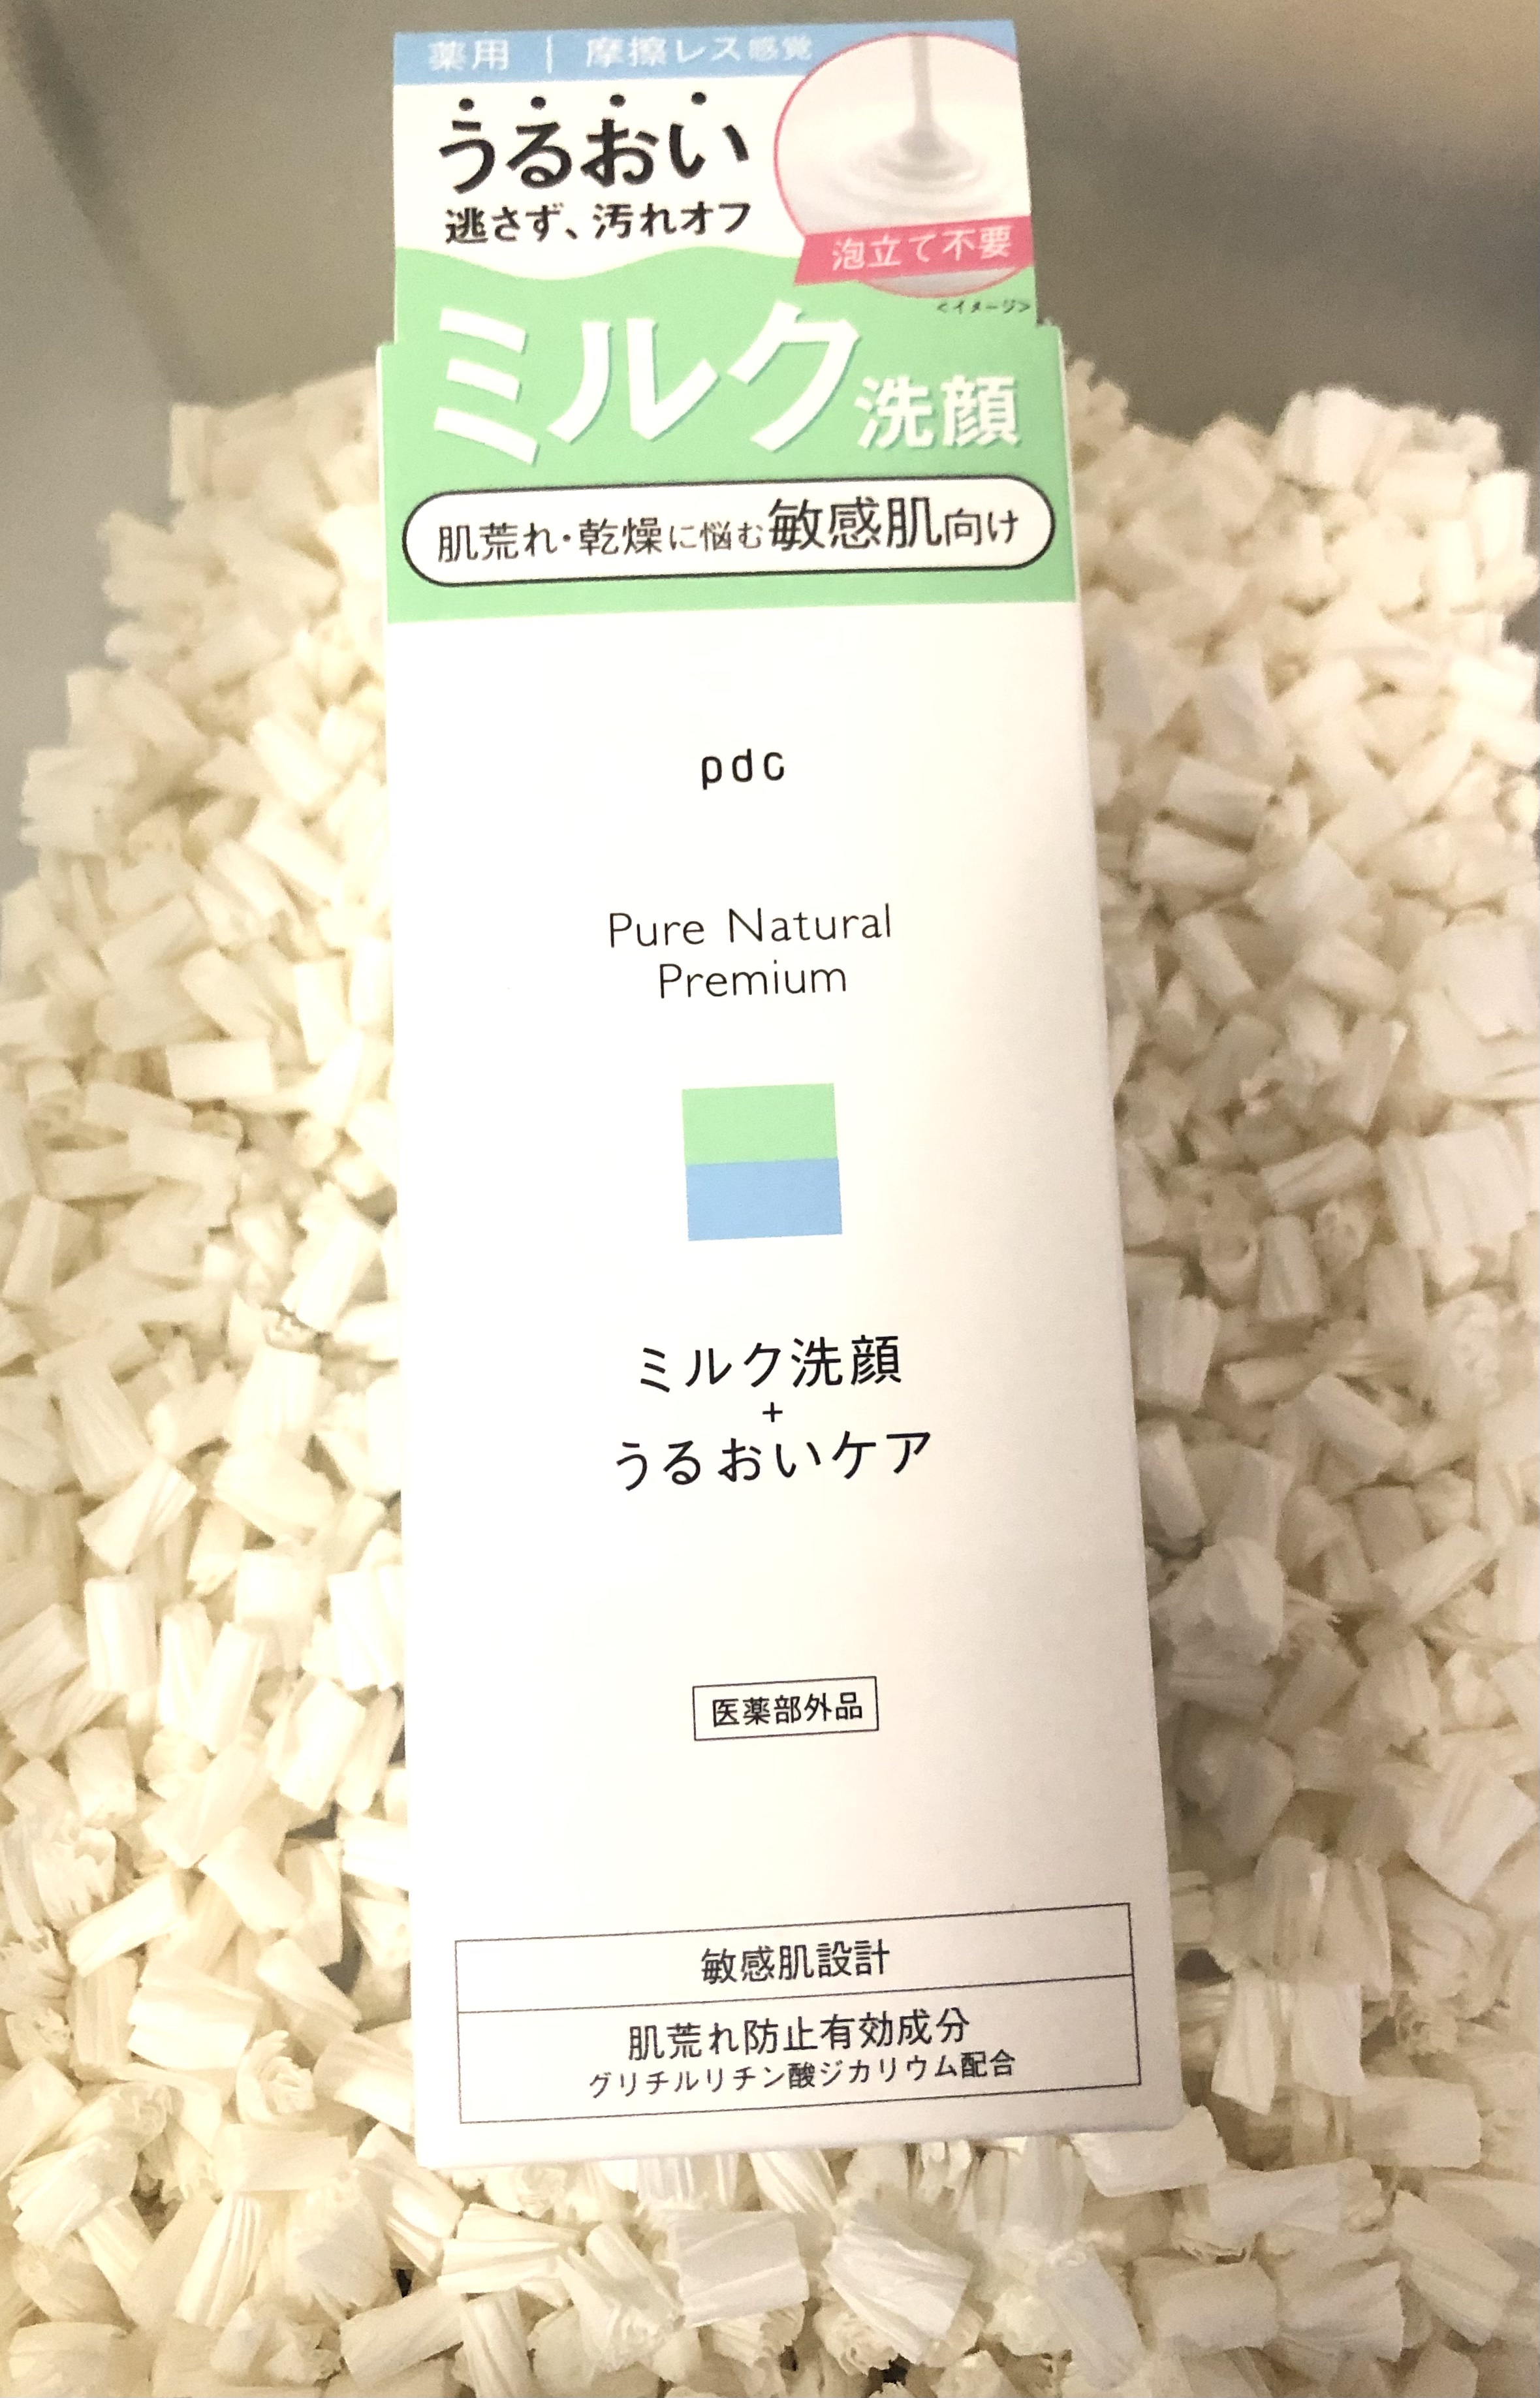 薬用 | 摩擦レス感覚
うるおい
逃さず、汚れオフ
泡立て不要
<イメージ>
ミルク洗顔
肌荒れ・乾燥に悩む敏感肌向け
pdc
Pure Natural
Premium
ミルク洗顔
+
うるおいケア
医薬部外品
敏感肌設計
肌荒れ防止有効成分
グリチルリチン酸ジカリウム配合